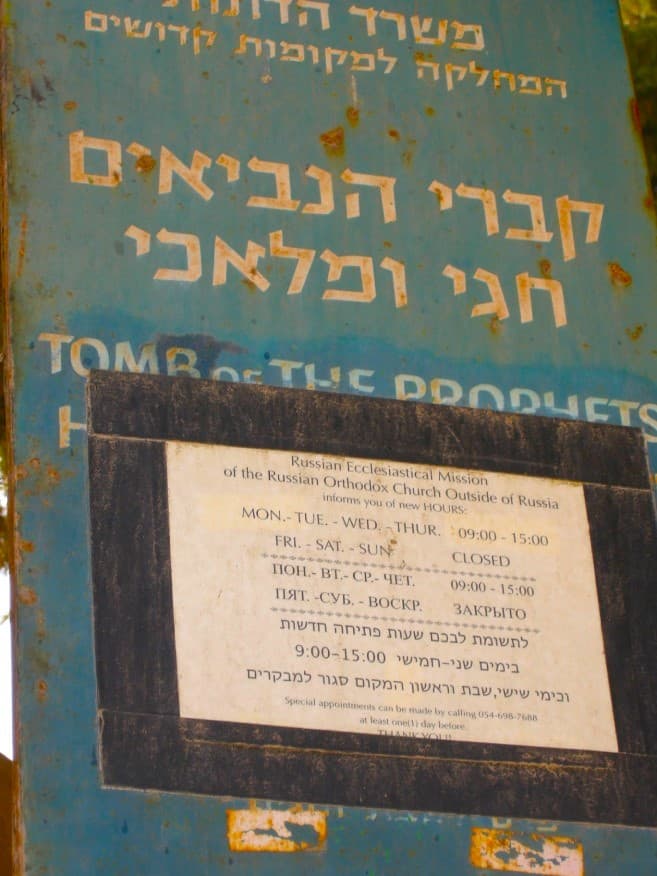 משרד הדתות
המחלקה למקומות קדושים
קברי הנביאים
חגי ומלאכי
TOMB OF THE PROPHETS
Russian Ecclesiastical Mission
of the Russian Orthodox Church Outside of Russia
informs you of new HOURS:
MON.- TUE. - WED. - THUR. 09:00 - 15:00
FRI. - SAT. - SUN CLOSED
ПОН.- ВТ.- СР.- ЧЕТ. 09:00 - 15:00
ПЯТ. -СУБ. - ВОСКР. ЗАКРЫТО
לתשומת לבכם שעות פתיחה חדשות
בימים שני-חמישי 9:00-15:00
וכימי שישי,שבת וראשון המקום סגור למבקרים
Special appointments can be made by calling 054-698-7688
at least one(1) day before.
THANK YOU!